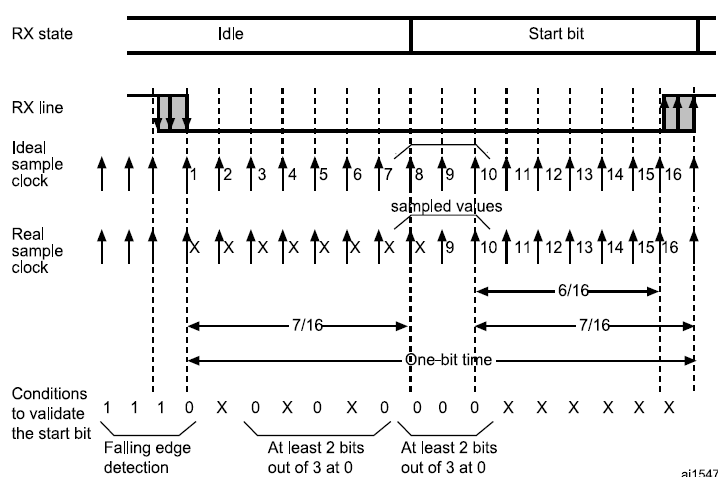 RX state
Idle
Start bit
RX line
Ideal
sample
clock
1 2 3 4 5 6 7 8 9 10 11 12 13 14 15 16
sampled values
Real
sample
clock
X X X X X X X X 9 10 11 12 13 14 15 16
6/16
7/16
7/16
One-bit time
Conditions
to validate
the start bit
1 1 1 0 X 0 X 0 X 0 0 0 0 X X X X X X
Falling edge
detection
At least 2 bits
out of 3 at 0
At least 2 bits
out of 3 at 0
ai1547